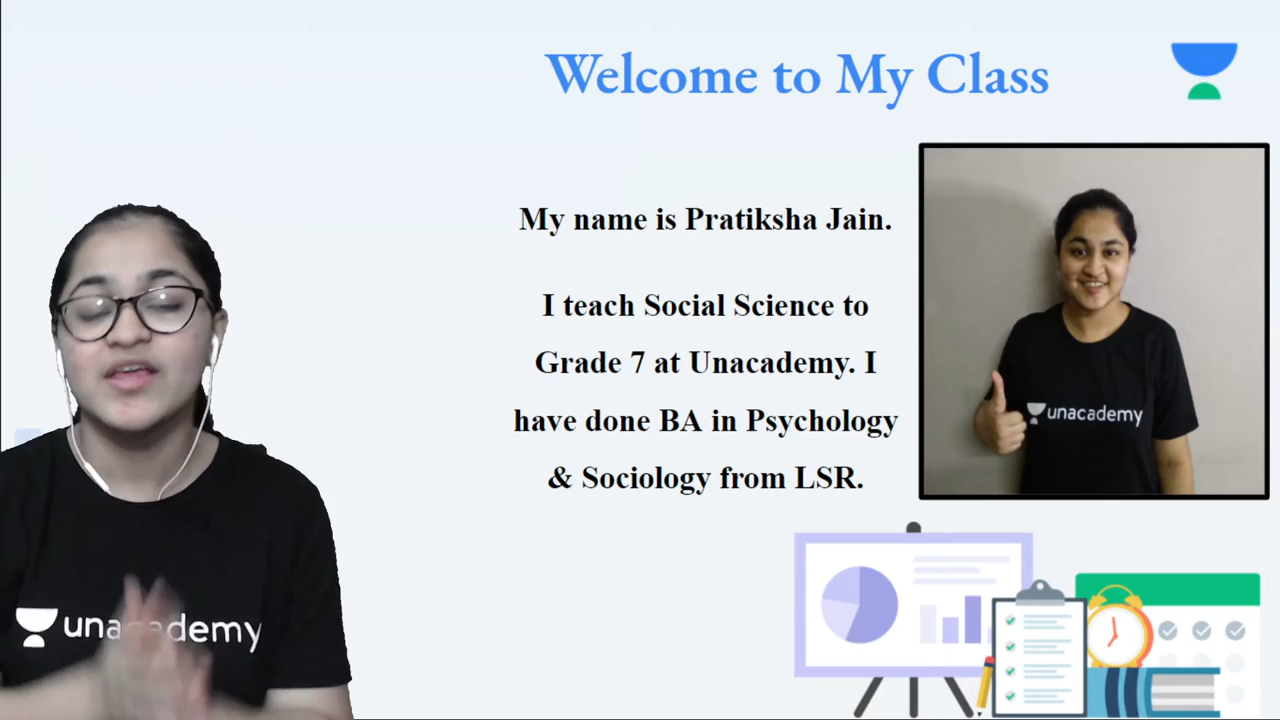 Welcome to My Class
My name is Pratiksha Jain.
I teach Social Science to
Grade 7 at Unacademy. I
have done BA in Psychology
& Sociology from LSR.
unacademy
unacademy